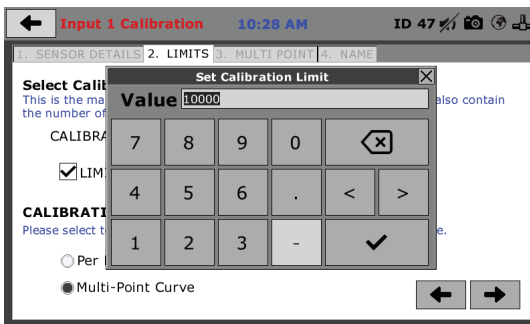 Input 1 Calibration 10:28 AM ID 47
1. SENSOR DETAILS 2. LIMITS 3. MULTI POINT 4. NAME
Set Calibration Limit
Select Calib
Value 10000
This is the ma also contain
the number of
CALIBRA
7 8 9 0
LIM
4 5 6 . < >
CALIBRATI
Please select t e.
1 2 3 -
Per
Multi-Point Curve